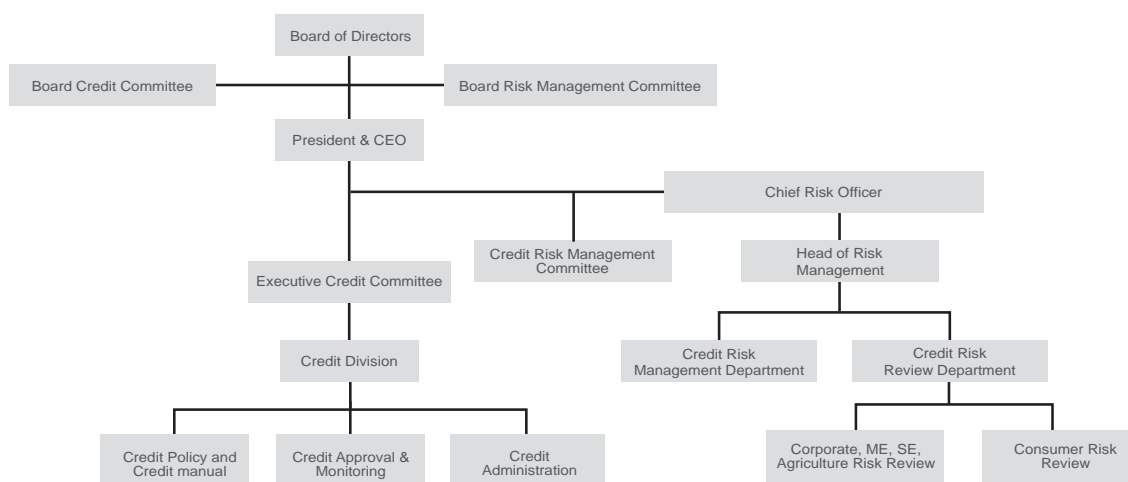 Board of Directors
Board Credit Committee
Board Risk Management Committee
President & CEO
Chief Risk Officer
Credit Risk Management
Committee
Head of Risk
Management
Executive Credit Committee
Credit Division
Credit Risk
Management Department
Credit Risk
Review Department
Credit Policy and
Credit manual
Credit Approval &
Monitoring
Credit
Administration
Corporate, ME, SE,
Agriculture Risk Review
Consumer Risk
Review